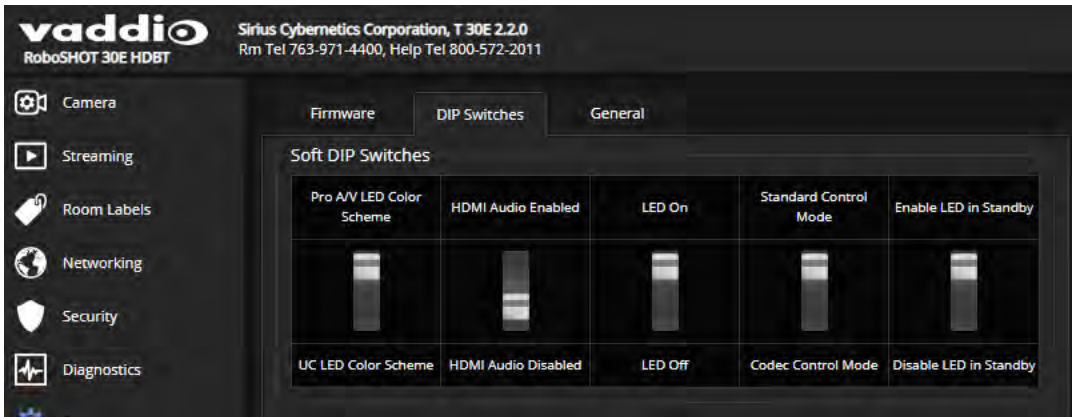 vaddio
RoboSHOT 30E HDBT
Sirius Cybernetics Corporation, T 30E 2.2.0
Rm Tel 763-971-4400, Help Tel 800-572-2011
Camera
Streaming
Room Labels
Networking
Security
Diagnostics
Firmware
DIP Switches
General
Soft DIP Switches
Pro A/V LED Color
Scheme
HDMI Audio Enabled
LED On
Standard Control
Mode
Enable LED in Standby
UC LED Color Scheme
HDMI Audio Disabled
LED Off
Codec Control Mode
Disable LED in Standby